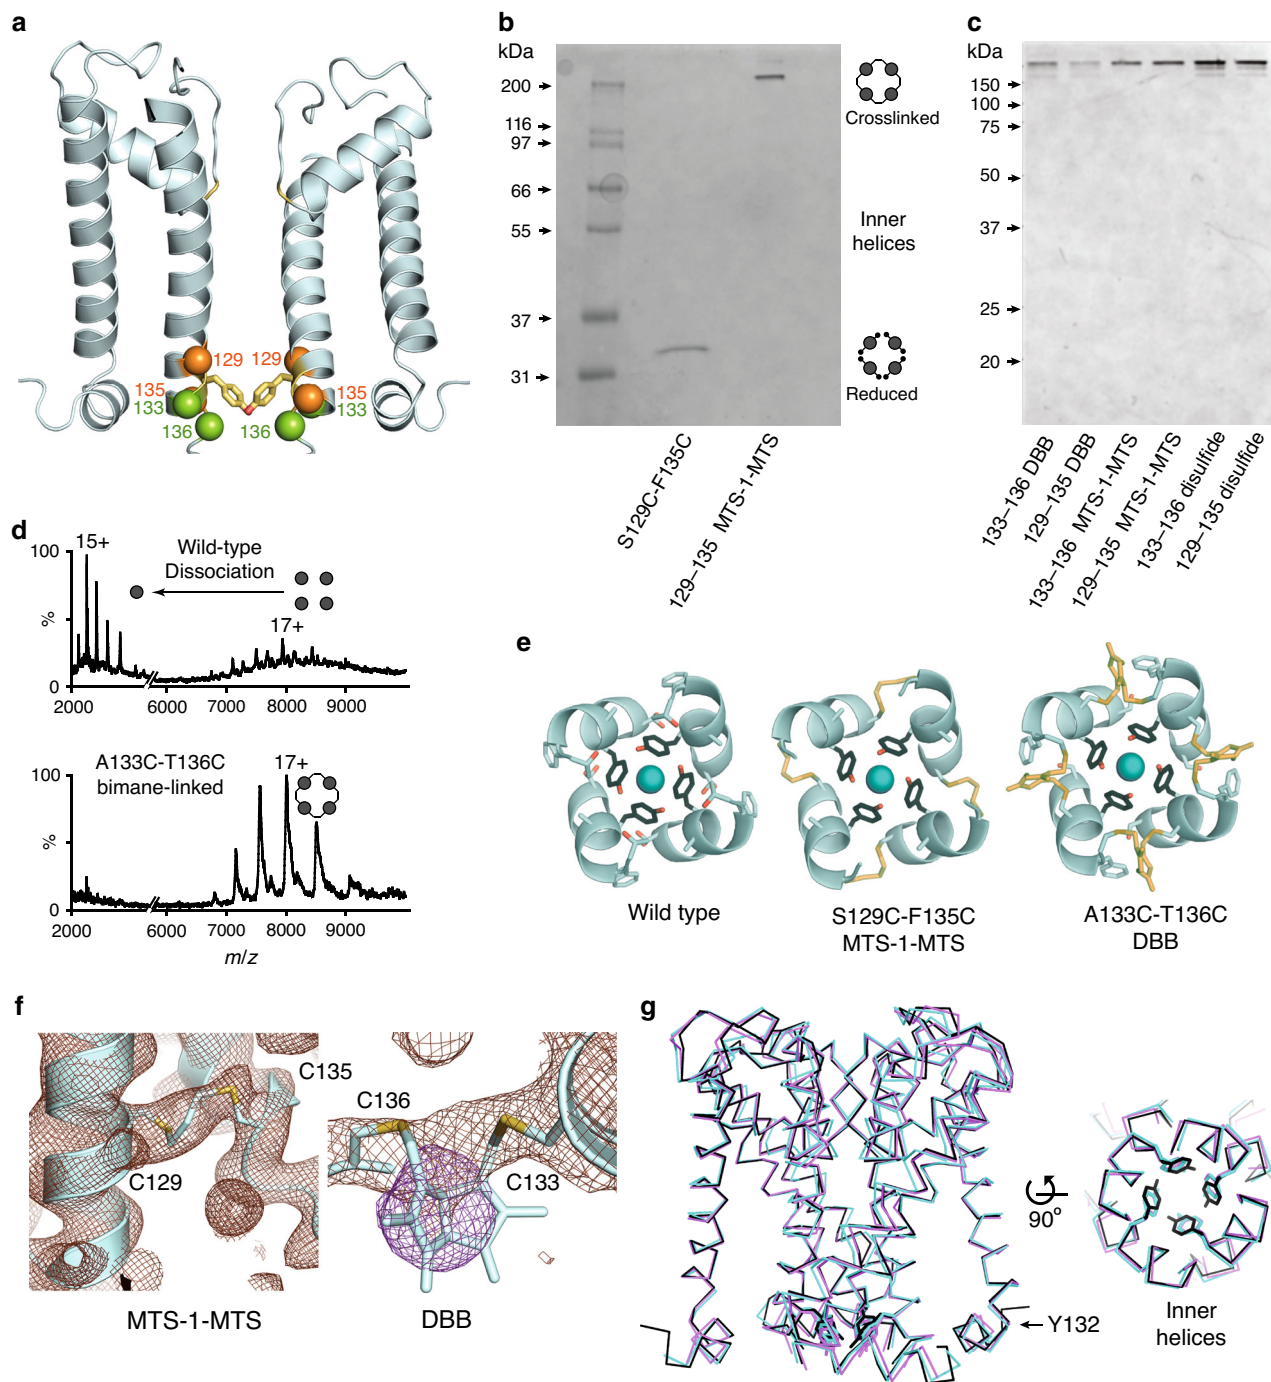 a
129
129
135
133
136
135
133
136
b
kDa
200
116
97
66
55
37
31
S129C-F135C
129–135 MTS-1-MTS
Crosslinked
Inner
helices
Reduced
c
kDa
150
100
75
50
37
25
20
133–136 DBB
129–135 DBB
133–136 MTS-1-MTS
129–135 MTS-1-MTS
133–136 disulfide
129–135 disulfide
d
100
%
0
15+
Wild-type
Dissociation
17+
2000 6000 7000 8000 9000
100
%
0
A133C-T136C
bimane-linked
17+
2000 6000 7000 8000 9000
m/z
e
Wild type
S129C-F135C
MTS-1-MTS
A133C-T136C
DBB
f
C135
C129
MTS-1-MTS
C136
C133
DBB
g
90°
Y132
Inner
helices